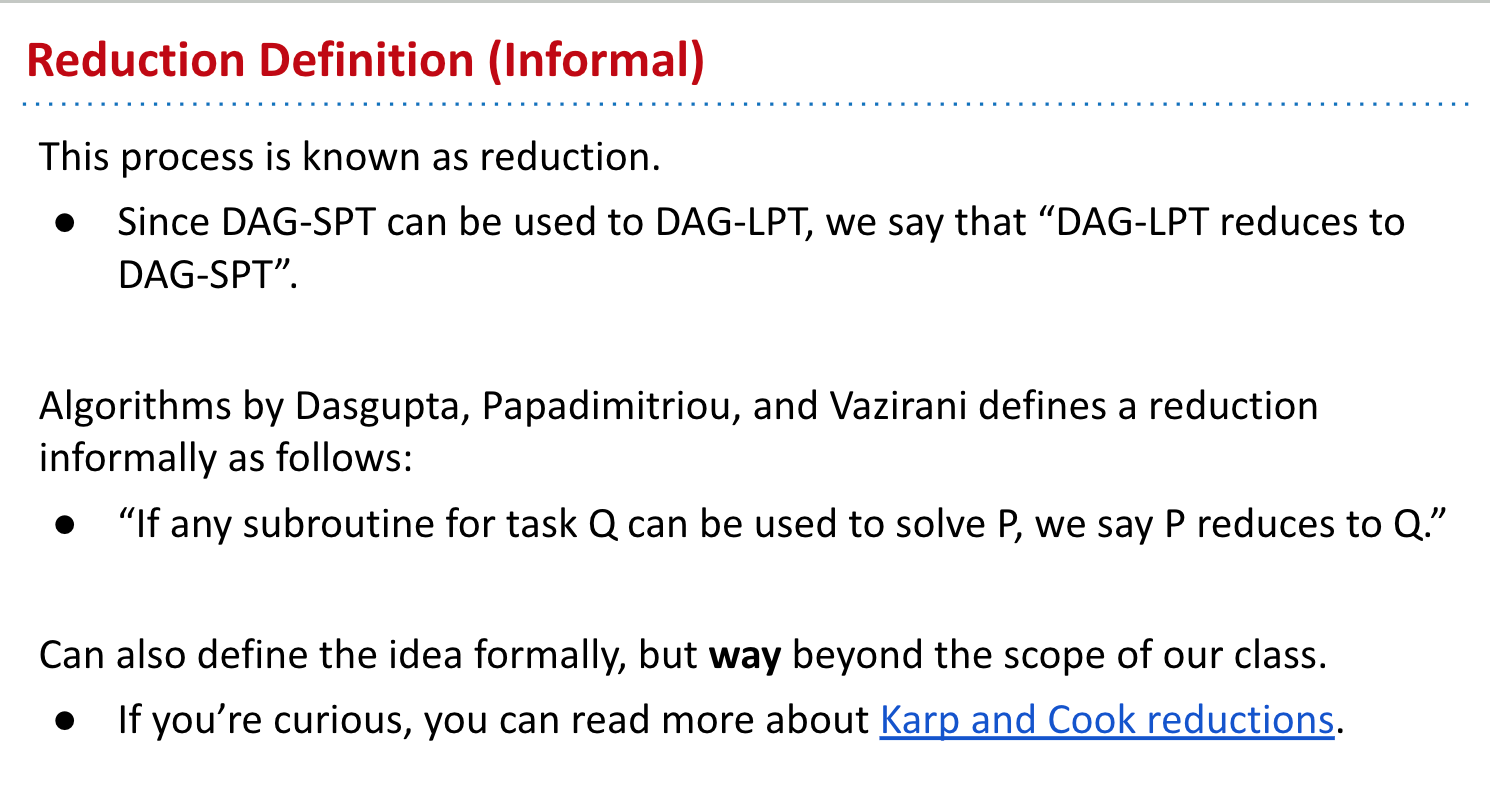 Reduction Definition (Informal)
This process is known as reduction.
● Since DAG-SPT can be used to DAG-LPT, we say that “DAG-LPT reduces to
DAG-SPT”.
Algorithms by Dasgupta, Papadimitriou, and Vazirani defines a reduction
informally as follows:
● “If any subroutine for task Q can be used to solve P, we say P reduces to Q.”
Can also define the idea formally, but way beyond the scope of our class.
● If you’re curious, you can read more about Karp and Cook reductions.